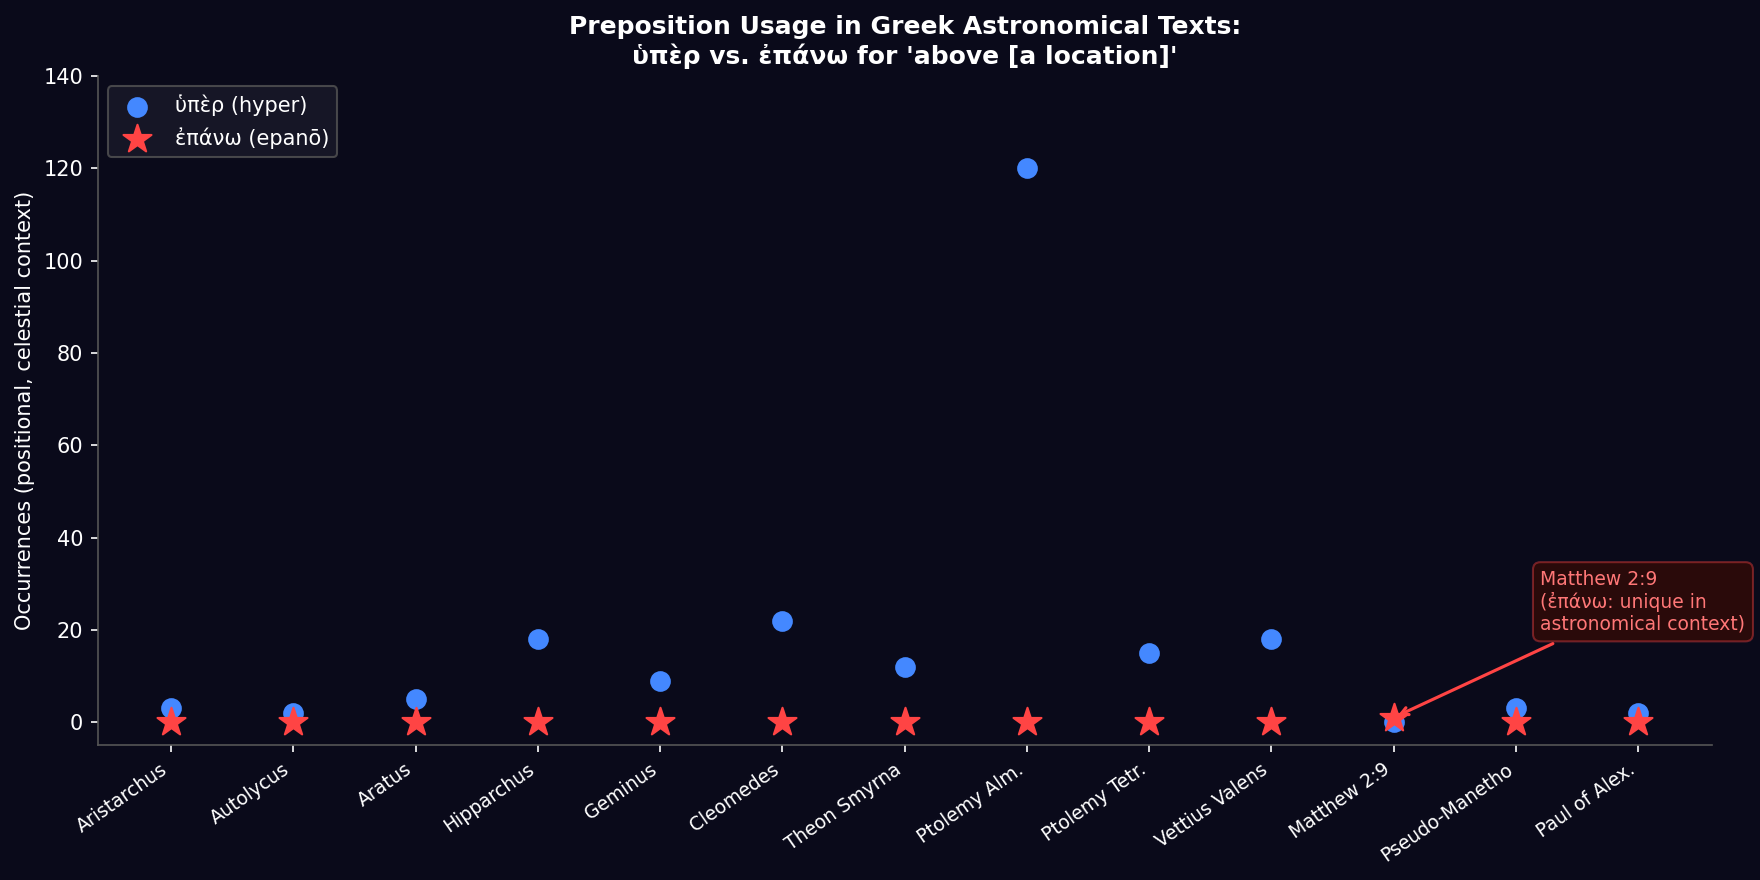 Preposition Usage in Greek Astronomical Texts:
ὑπὲρ vs. ἐπάνω for 'above [a location]'
ὑπὲρ (hyper)
ἐπάνω (epanō)
Occurrences (positional, celestial context)
140
120
100
80
60
40
20
0
Matthew 2:9
(ἐπάνω: unique in
astronomical context)
Aristarchus
Autolycus
Aratus
Hipparchus
Geminus
Cleomedes
Theon Smyrna
Ptolemy Alm.
Ptolemy Tetr.
Vettius Valens
Matthew 2:9
Pseudo-Manetho
Paul of Alex.